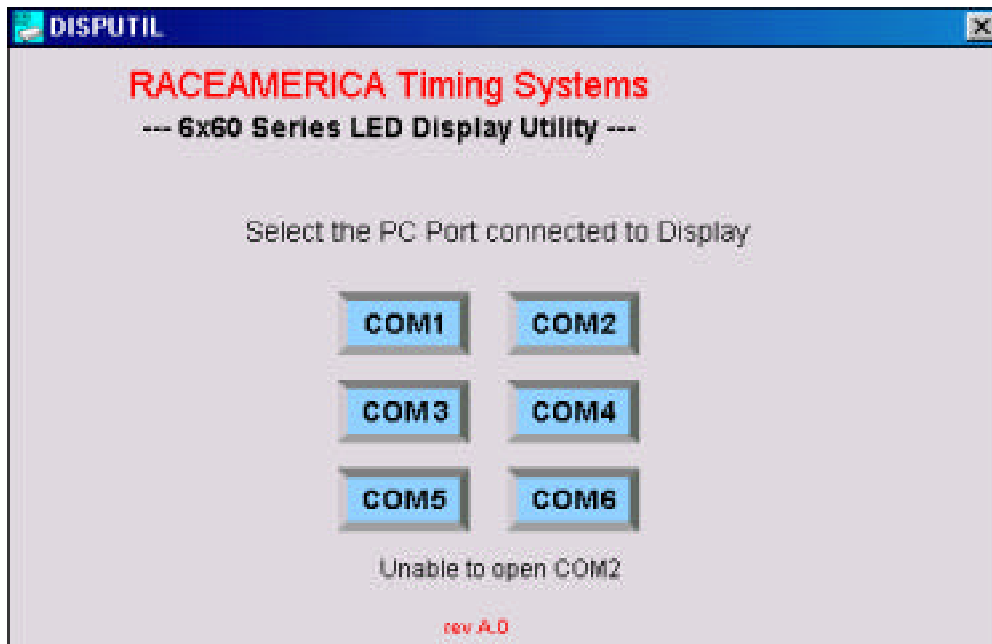 DISPUTIL
RACEAMERICA Timing Systems
--- 6x60 Series LED Display Utility ---
Select the PC Port connected to Display
COM1 COM2
COM3 COM4
COM5 COM6
Unable to open COM2
rev A.0